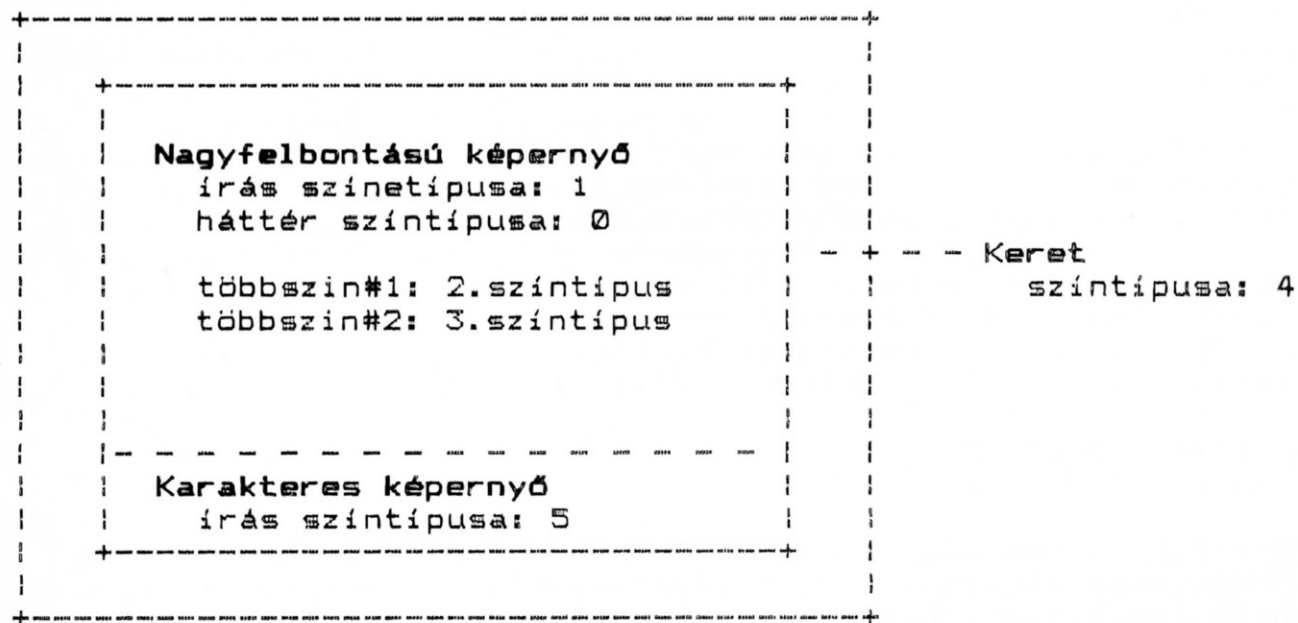 Nagyfelbontású képernyő
írás színetípusa: 1
háttér színtípusa: 0
Keret
többszin#1: 2.színtípus
színtípusa: 4
többszin#2: 3.színtípus
Karakteres képernyő
írás színtípusa: 5